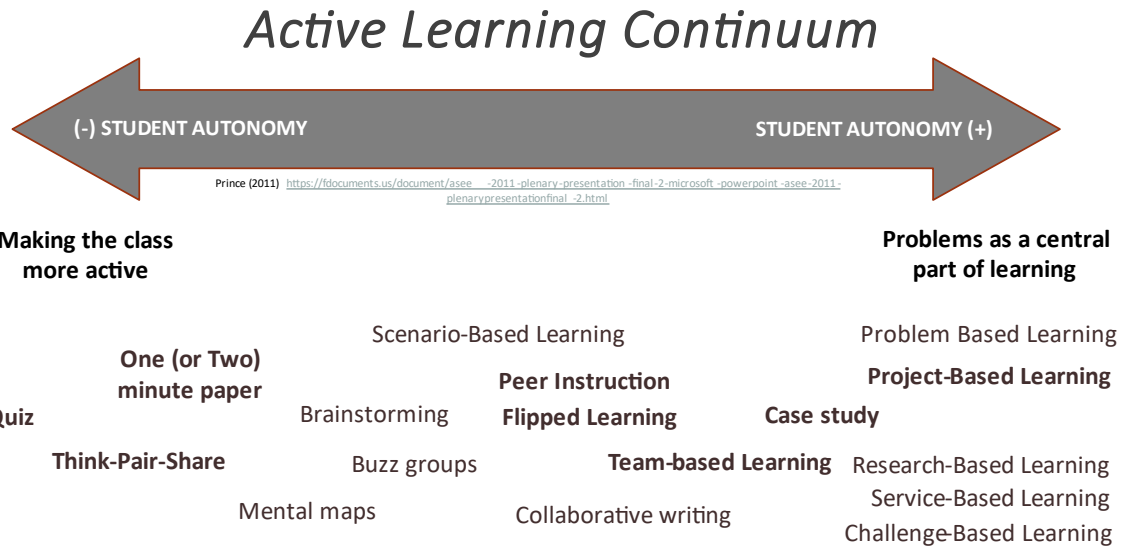 Active Learning Continuum
(-) STUDENT AUTONOMY
STUDENT AUTONOMY (+)
Prince (2011) https://fdocuments.us/document/asee -2011-plenary-presentation -final-2-microsoft -powerpoint -asee-2011-
plenarypresentationfinal -2.html
Making the class
more active
Problems as a central
part of learning
Scenario-Based Learning
Problem Based Learning
One (or Two)
minute paper
Peer Instruction
Project-Based Learning
Quiz
Brainstorming
Flipped Learning
Case study
Think-Pair-Share
Buzz groups
Team-based Learning
Research-Based Learning
Mental maps
Collaborative writing
Service-Based Learning
Challenge-Based Learning